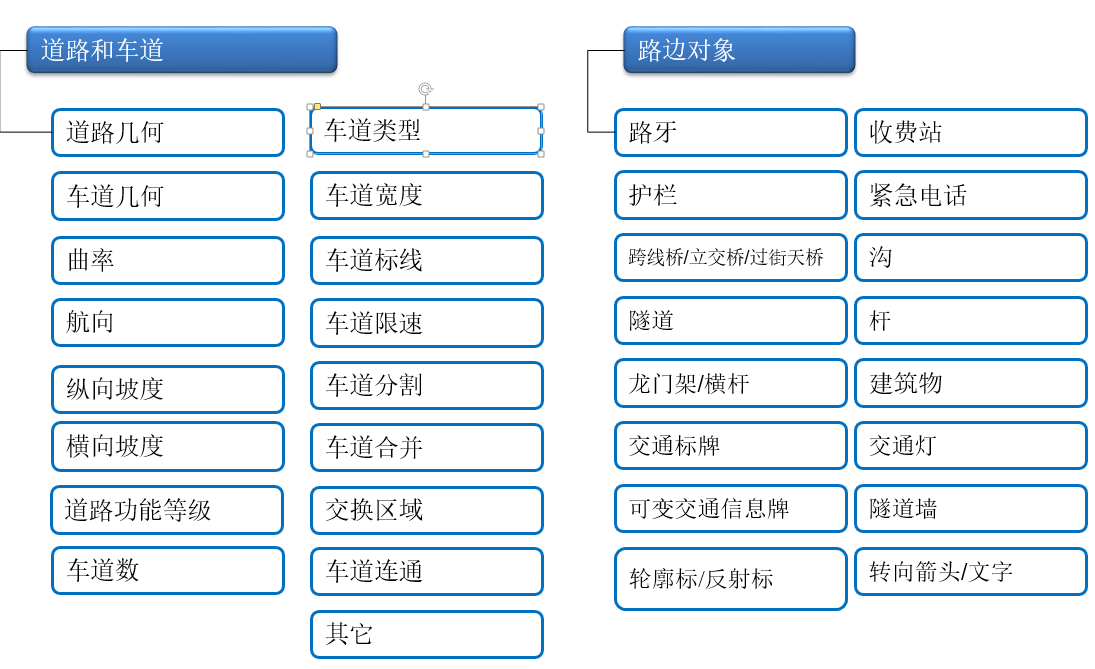 道路和车道
道路几何
车道几何
曲率
航向
纵向坡度
横向坡度
道路功能等级
车道数
车道类型
车道宽度
车道标线
车道限速
车道分割
车道合并
交换区域
车道连通
其它
路边对象
路牙
护栏
跨线桥/立交桥/过街天桥
隧道
龙门架/横杆
交通标牌
可变交通信息牌
轮廓标/反射标
收费站
紧急电话
沟
杆
建筑物
交通灯
隧道墙
转向箭头/文字